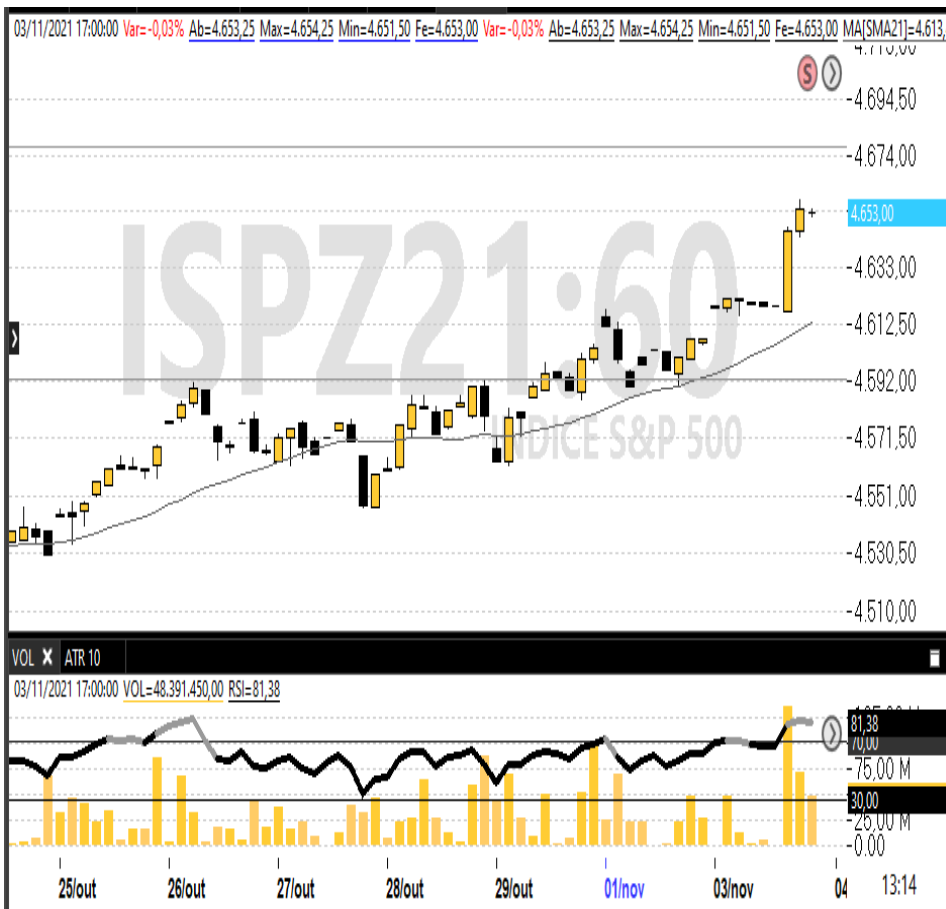 03/11/2021 17:00:00 Var=-0,03% Ab=4.653,25 Max=4.654,25 Min=4.651,50 Fe=4.653,00 Var=-0,03% Ab=4.653,25 Max=4.654,25 Min=4.651,50 Fe=4.653,00 MA[SMA21]=4.613,
S
4.694,50
4.674,00
4.653,00
4.633,00
4.612,50
4.592,00
4.571,50
4.551,00
4.530,50
4.510,00
ISPZ21:60
INDICE S&P 500
VOL X ATR 10
03/11/2021 17:00:00 VOL=48.391.450,00 RSI=81,38
81,38
70,00
75,00 M
30,00
25,00 M
0.00
25/out 26/out 27/out 28/out 29/out 01/nov 03/nov 04 13:14